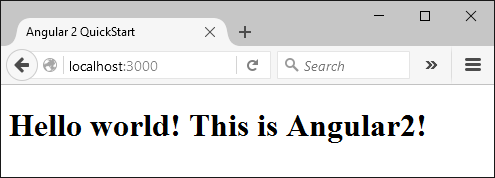 Angular 2 QuickStart
localhost:3000
Search
Hello world! This is Angular2!